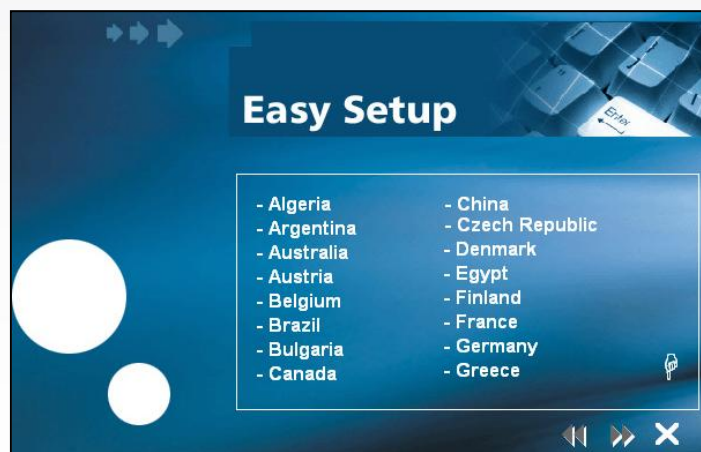 Easy Setup
Enter
- Algeria
- Argentina
- Australia
- Austria
- Belgium
- Brazil
- Bulgaria
- Canada
- China
- Czech Republic
- Denmark
- Egypt
- Finland
- France
- Germany
- Greece